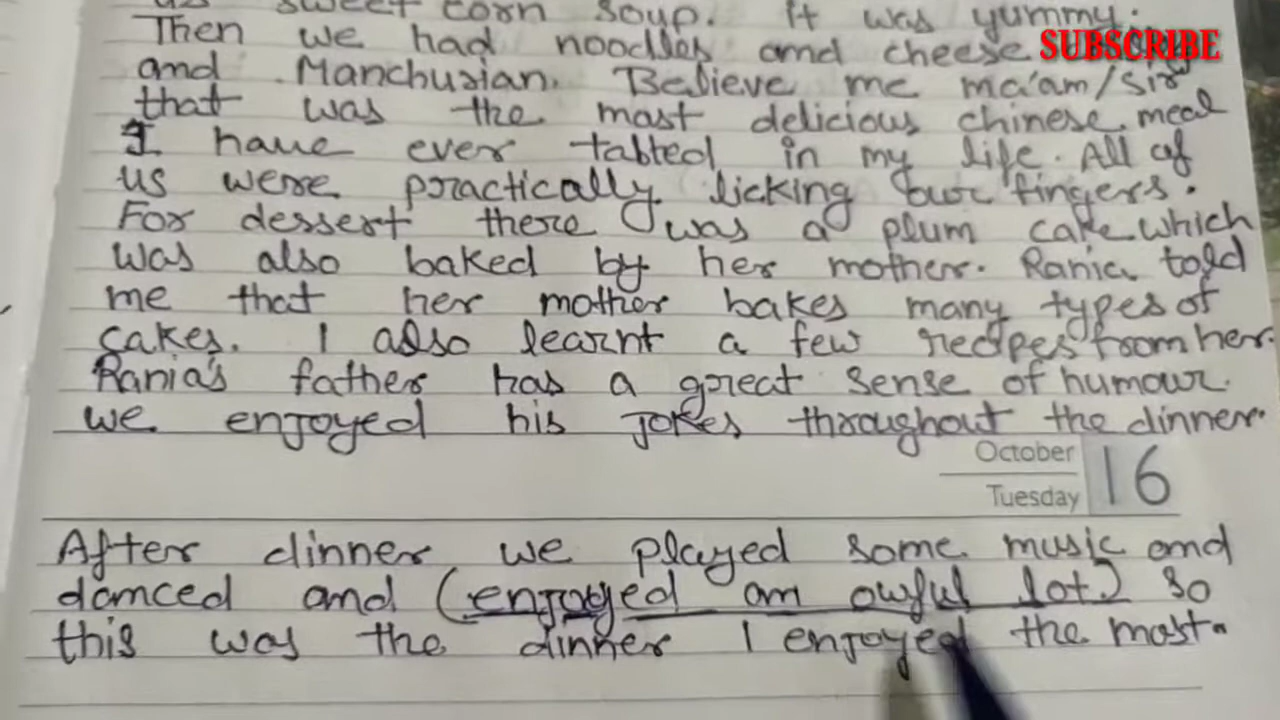 sweet corn soup. it was yummy.
Then we had noodles and cheese
SUBSCRIBE
and Manchurian. Believe me ma'am/Sir
that was the most delicious chinese meal
I have ever tasted in my life. All of
us were practically licking our fingers.
For dessert there was a plum cake which
was also baked by her mother. Rania told
me that her mother bakes many types of
cakes. I also learnt a few recipes from her.
Rania's father has a great sense of humour.
we enjoyed his jokes throughout the dinner.
October
Tuesday
16
After dinner we played some music and
danced and (enjoyed an awful lot) so
this was the dinner I enjoyed the most.